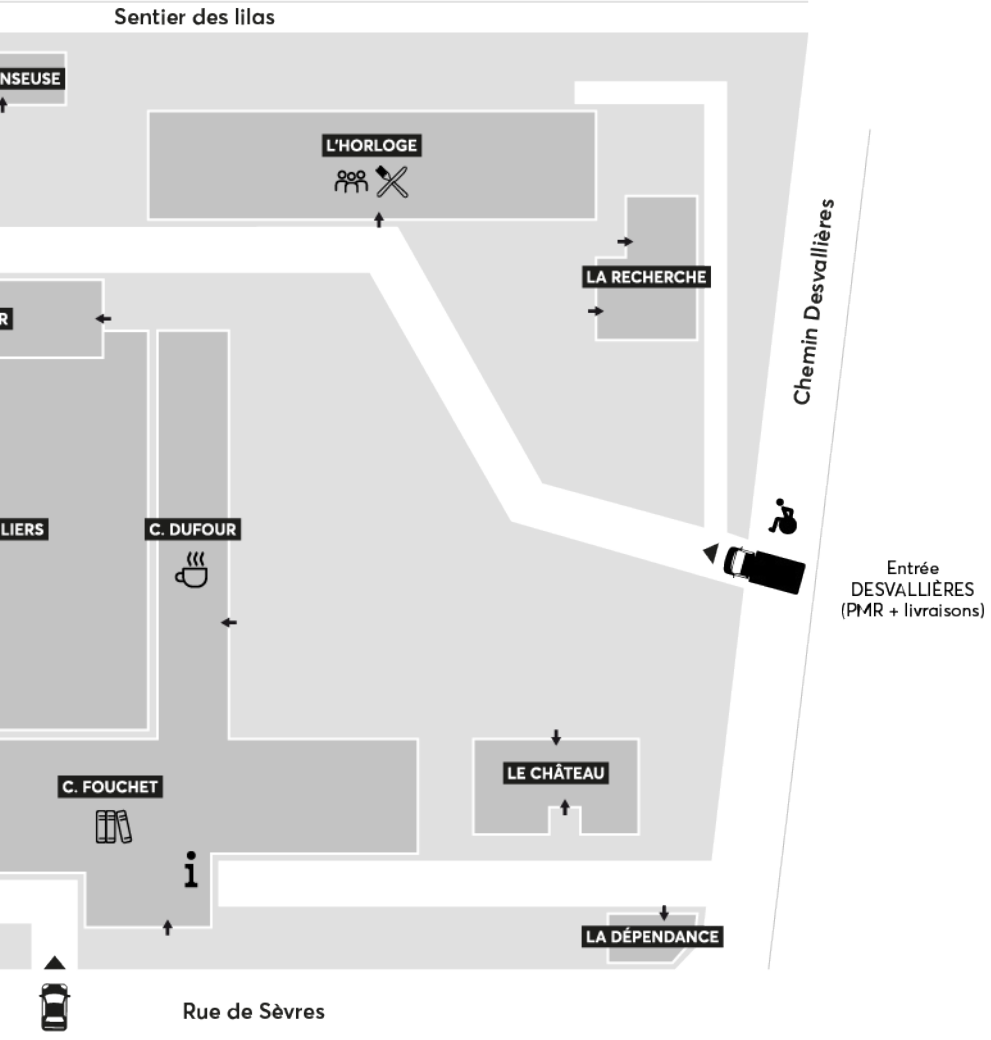 Sentier des lilas
NSEUSE
L'HORLOGE
LA RECHERCHE
Chemin Desvallières
R
LIERS
C. DUFOUR
Entrée
DESVALLIÈRES
(PMR + livraisons)
LE CHÂTEAU
C. FOUCHET
i
LA DÉPENDANCE
Rue de Sèvres